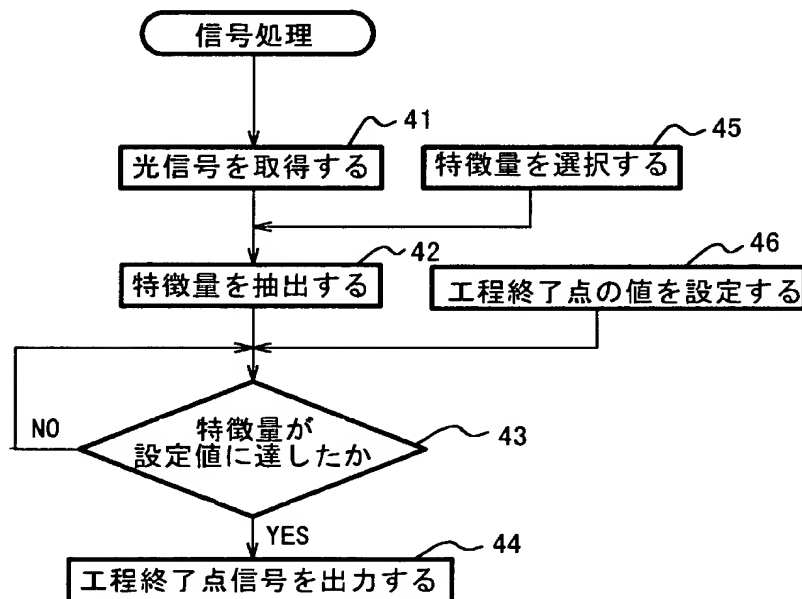 信号処理
41
光信号を取得する
45
特徴量を選択する
42
特徴量を抽出する
46
工程終了点の値を設定する
NO
特徴量が
設定値に達したか
43
YES
44
工程終了点信号を出力する